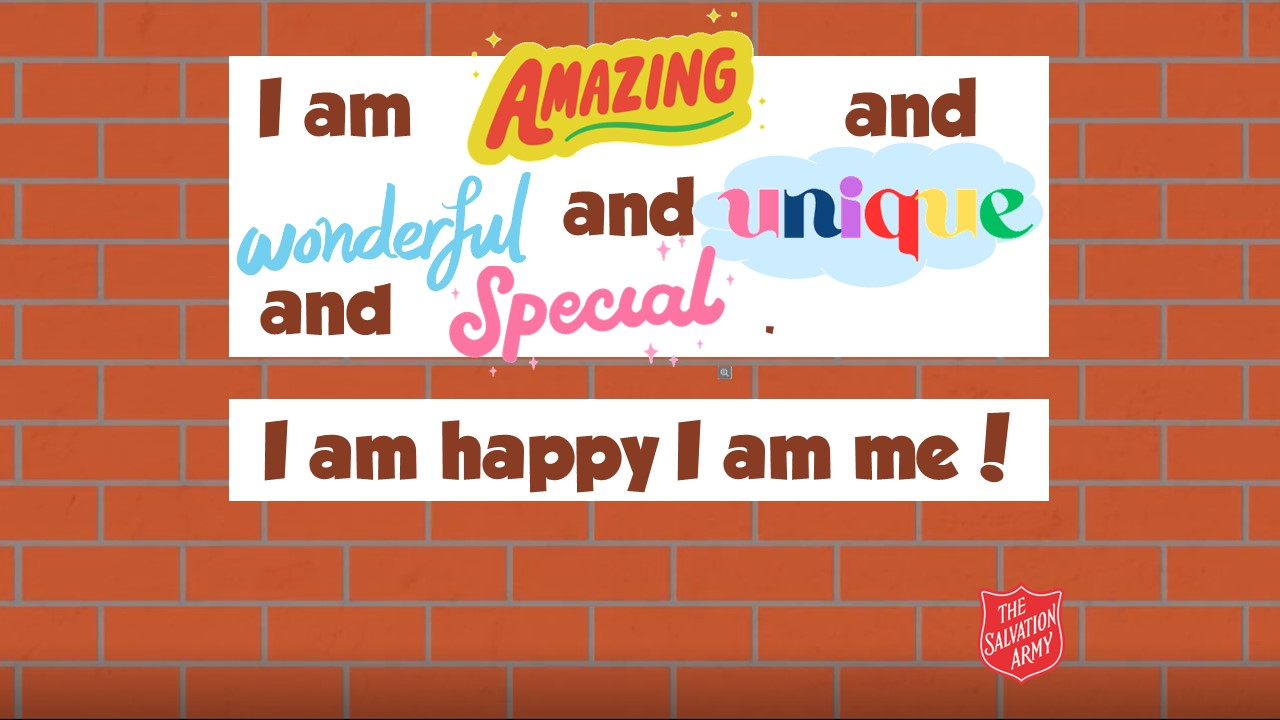 I am AMAZING and
wonderful and unique
and Special .
I am happy I am me!
THE
SALVATION
ARMY